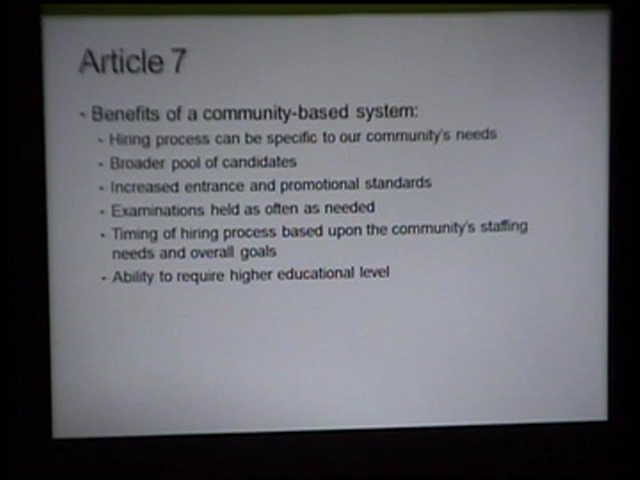 Article 7
• Benefits of a community-based system:
• Hiring process can be specific to our community's needs
• Broader pool of candidates
• Increased entrance and promotional standards
• Examinations held as often as needed
• Timing of hiring process based upon the community's staffing
needs and overall goals
• Ability to require higher educational level